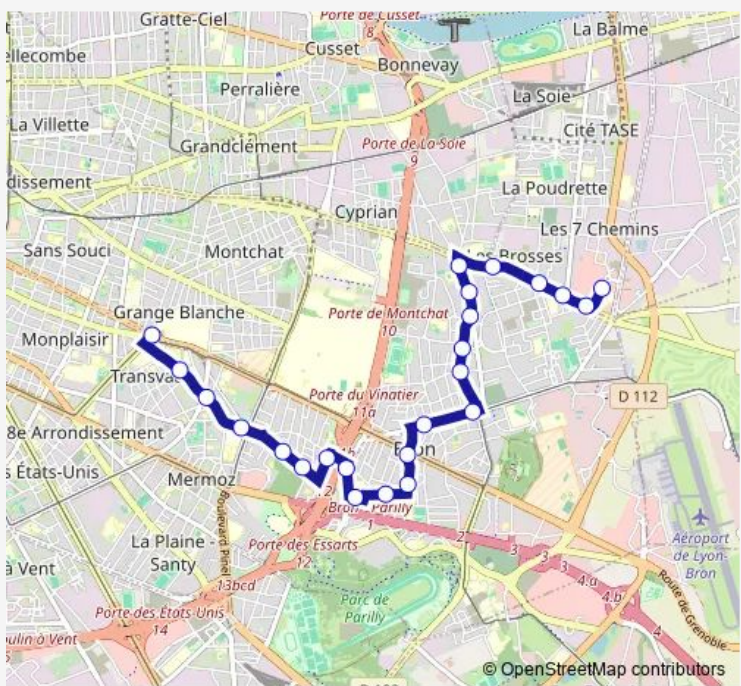 Porte de Cusset
8
Gratte-Ciel
La Balme
Cusset
ellecombe
Bonnevay
Perralière
La Soie
La Villette
Cité TASE
Grandclément
Porte de La Soie
9
dissement
La Poudrette
Cyprian
Les 7 Chemins
Sans Souci
Montchat
Les Brosses
Grange Blanche
Porte de Montchat
10
Monplaisir
Transva
Porte du Vinatier
11a
D 112
8e Arrondissement
Bron
s États-Unis
Mermoz
12
Bron - Parilly
1
2
3
3
Boulevard Pinel
La Plaine -
Santy
Porte des Essarts
12
Aéroport
de Lyon-
Bron
à Vent
13bcd
4.a
4.b
Parc de
Parilly
Route de Grenoble
Porte des États-Unis
14
oulin à Vent
4
© OpenStreetMap contributors